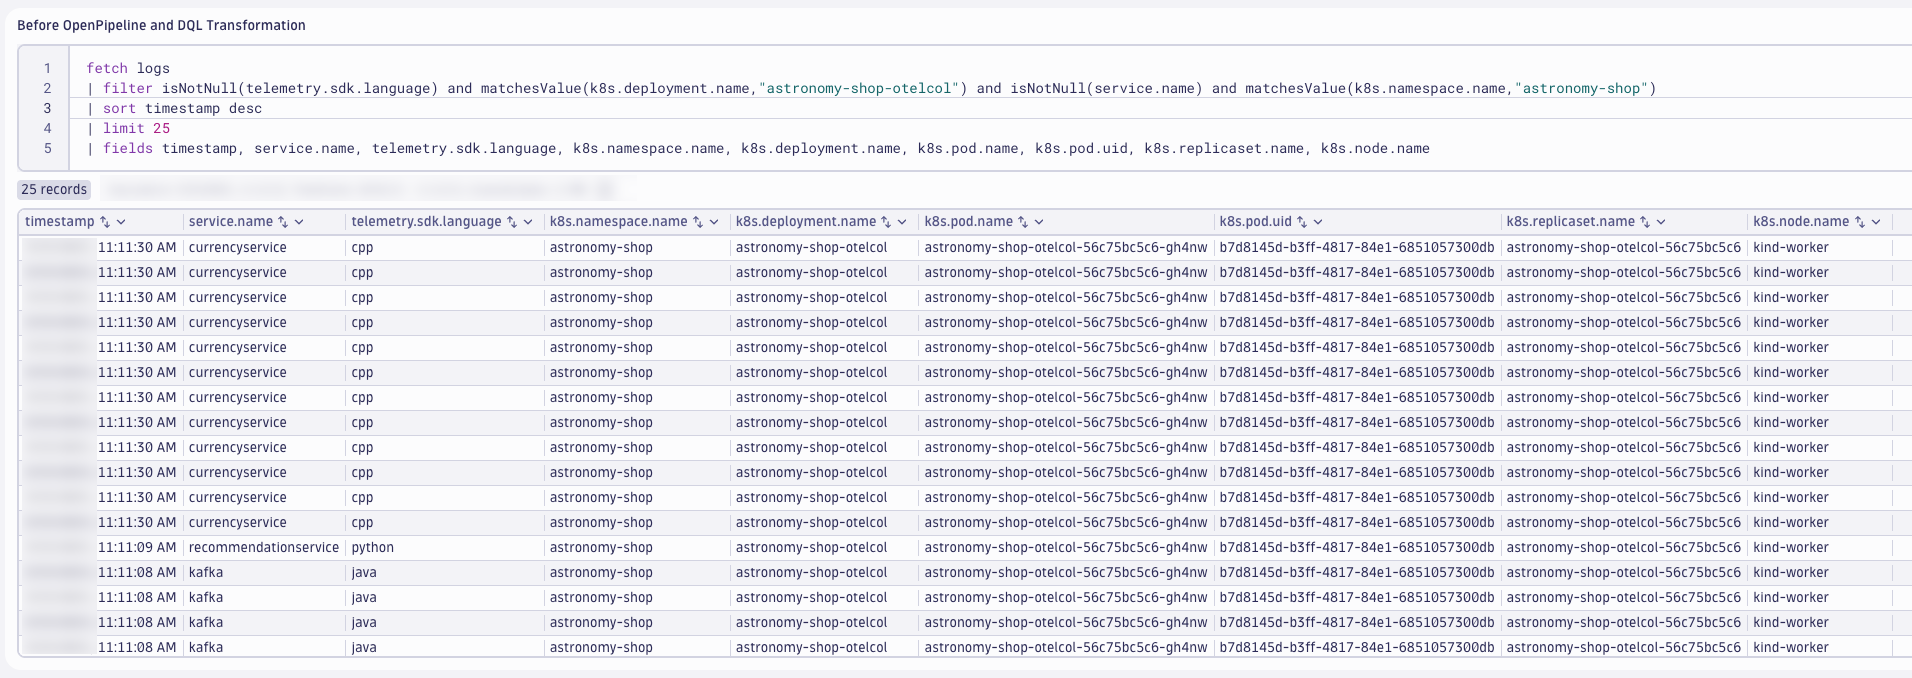 Before OpenPipeline and DQL Transformation
1 fetch logs
2 | filter isNotNull(telemetry.sdk.language) and matchesValue(k8s.deployment.name,"astronomy-shop-otelcol") and isNotNull(service.name) and matchesValue(k8s.namespace.name,"astronomy-shop")
3 | sort timestamp desc
4 | limit 25
5 | fields timestamp, service.name, telemetry.sdk.language, k8s.namespace.name, k8s.deployment.name, k8s.pod.name, k8s.pod.uid, k8s.replicaset.name, k8s.node.name
25 records
timestamp service.name telemetry.sdk.language k8s.namespace.name k8s.deployment.name k8s.pod.name k8s.pod.uid k8s.replicaset.name k8s.node.name
11:11:30 AM currencyservice cpp astronomy-shop astronomy-shop-otelcol astronomy-shop-otelcol-56c75bc5c6-gh4nw b7d8145d-b3ff-4817-84e1-6851057300db astronomy-shop-otelcol-56c75bc5c6 kind-worker
11:11:30 AM currencyservice cpp astronomy-shop astronomy-shop-otelcol astronomy-shop-otelcol-56c75bc5c6-gh4nw b7d8145d-b3ff-4817-84e1-6851057300db astronomy-shop-otelcol-56c75bc5c6 kind-worker
11:11:30 AM currencyservice cpp astronomy-shop astronomy-shop-otelcol astronomy-shop-otelcol-56c75bc5c6-gh4nw b7d8145d-b3ff-4817-84e1-6851057300db astronomy-shop-otelcol-56c75bc5c6 kind-worker
11:11:30 AM currencyservice cpp astronomy-shop astronomy-shop-otelcol astronomy-shop-otelcol-56c75bc5c6-gh4nw b7d8145d-b3ff-4817-84e1-6851057300db astronomy-shop-otelcol-56c75bc5c6 kind-worker
11:11:30 AM currencyservice cpp astronomy-shop astronomy-shop-otelcol astronomy-shop-otelcol-56c75bc5c6-gh4nw b7d8145d-b3ff-4817-84e1-6851057300db astronomy-shop-otelcol-56c75bc5c6 kind-worker
11:11:30 AM currencyservice cpp astronomy-shop astronomy-shop-otelcol astronomy-shop-otelcol-56c75bc5c6-gh4nw b7d8145d-b3ff-4817-84e1-6851057300db astronomy-shop-otelcol-56c75bc5c6 kind-worker
11:11:30 AM currencyservice cpp astronomy-shop astronomy-shop-otelcol astronomy-shop-otelcol-56c75bc5c6-gh4nw b7d8145d-b3ff-4817-84e1-6851057300db astronomy-shop-otelcol-56c75bc5c6 kind-worker
11:11:30 AM currencyservice cpp astronomy-shop astronomy-shop-otelcol astronomy-shop-otelcol-56c75bc5c6-gh4nw b7d8145d-b3ff-4817-84e1-6851057300db astronomy-shop-otelcol-56c75bc5c6 kind-worker
11:11:30 AM currencyservice cpp astronomy-shop astronomy-shop-otelcol astronomy-shop-otelcol-56c75bc5c6-gh4nw b7d8145d-b3ff-4817-84e1-6851057300db astronomy-shop-otelcol-56c75bc5c6 kind-worker
11:11:30 AM currencyservice cpp astronomy-shop astronomy-shop-otelcol astronomy-shop-otelcol-56c75bc5c6-gh4nw b7d8145d-b3ff-4817-84e1-6851057300db astronomy-shop-otelcol-56c75bc5c6 kind-worker
11:11:30 AM currencyservice cpp astronomy-shop astronomy-shop-otelcol astronomy-shop-otelcol-56c75bc5c6-gh4nw b7d8145d-b3ff-4817-84e1-6851057300db astronomy-shop-otelcol-56c75bc5c6 kind-worker
11:11:30 AM currencyservice cpp astronomy-shop astronomy-shop-otelcol astronomy-shop-otelcol-56c75bc5c6-gh4nw b7d8145d-b3ff-4817-84e1-6851057300db astronomy-shop-otelcol-56c75bc5c6 kind-worker
11:11:09 AM recommendationservice python astronomy-shop astronomy-shop-otelcol astronomy-shop-otelcol-56c75bc5c6-gh4nw b7d8145d-b3ff-4817-84e1-6851057300db astronomy-shop-otelcol-56c75bc5c6 kind-worker
11:11:08 AM kafka java astronomy-shop astronomy-shop-otelcol astronomy-shop-otelcol-56c75bc5c6-gh4nw b7d8145d-b3ff-4817-84e1-6851057300db astronomy-shop-otelcol-56c75bc5c6 kind-worker
11:11:08 AM kafka java astronomy-shop astronomy-shop-otelcol astronomy-shop-otelcol-56c75bc5c6-gh4nw b7d8145d-b3ff-4817-84e1-6851057300db astronomy-shop-otelcol-56c75bc5c6 kind-worker
11:11:08 AM kafka java astronomy-shop astronomy-shop-otelcol astronomy-shop-otelcol-56c75bc5c6-gh4nw b7d8145d-b3ff-4817-84e1-6851057300db astronomy-shop-otelcol-56c75bc5c6 kind-worker
11:11:08 AM kafka java astronomy-shop astronomy-shop-otelcol astronomy-shop-otelcol-56c75bc5c6-gh4nw b7d8145d-b3ff-4817-84e1-6851057300db astronomy-shop-otelcol-56c75bc5c6 kind-worker